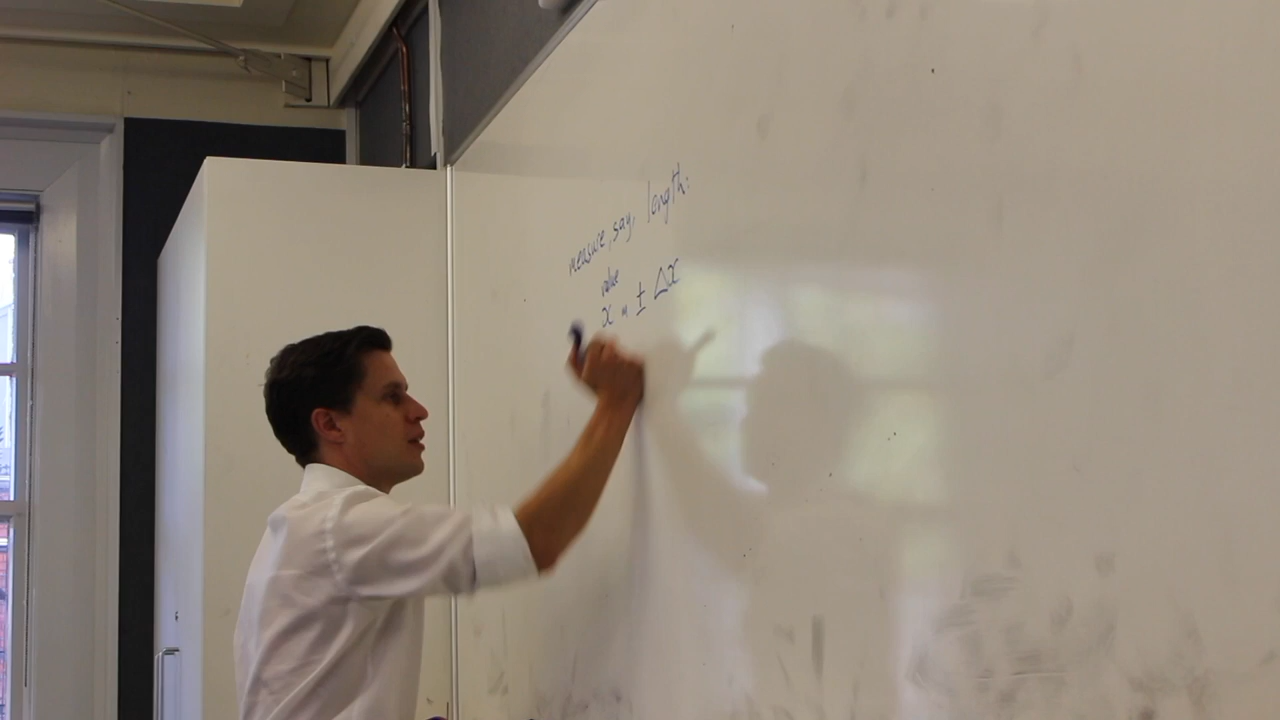 measure, say, length:
value
x m ± Δx